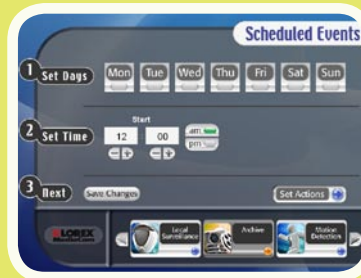 Scheduled Events
1 Set Days Mon Tue Wed Thu Fri Sat Sun
Start
2 Set Time 12 00 am
pm
3 Next Save Changes Set Actions
LOREX
Local Surveillance
Archive
Motion Detection